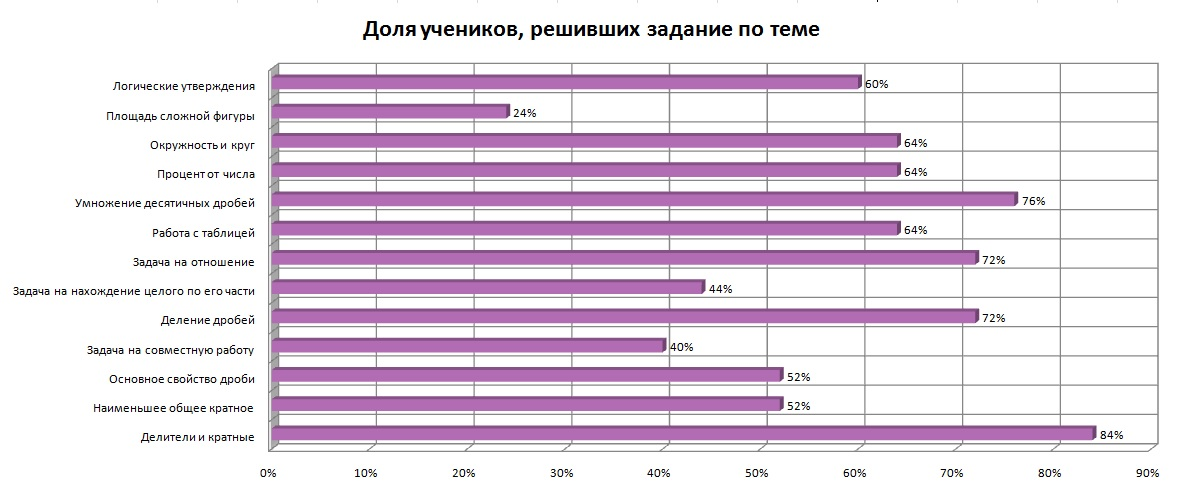 Доля учеников, решивших задание по теме
Логические утверждения 60%
Площадь сложной фигуры 24%
Окружность и круг 64%
Процент от числа 64%
Умножение десятичных дробей 76%
Работа с таблицей 64%
Задача на отношение 72%
Задача на нахождение целого по его части 44%
Деление дробей 72%
Задача на совместную работу 40%
Основное свойство дроби 52%
Наименьшее общее кратное 52%
Делители и кратные 84%
0% 10% 20% 30% 40% 50% 60% 70% 80% 90%